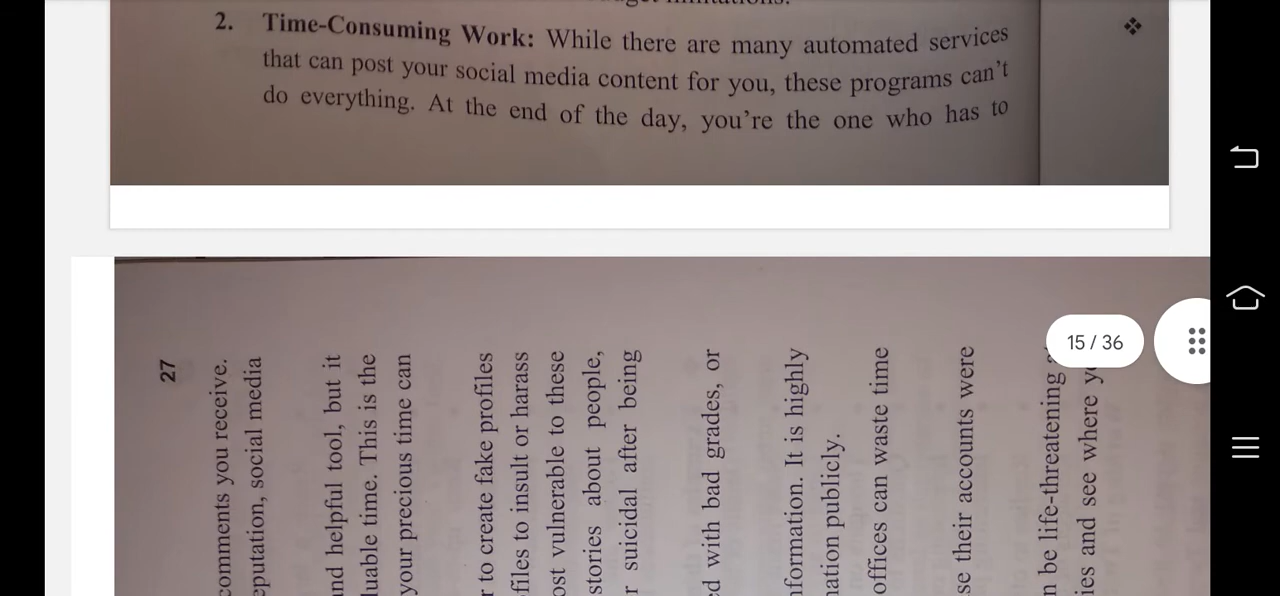 2. Time-Consuming Work: While there are many automated services
that can post your social media content for you, these programs can't
do everything. At the end of the day, you're the one who has to
27
comments you receive.
eputation, social media
nd helpful tool, but it
luable time. This is the
your precious time can
r to create fake profiles
files to insult or harass
ost vulnerable to these
stories about people,
r suicidal after being
ed with bad grades, or
nformation. It is highly
nation publicly.
offices can waste time
se their accounts were
n be life-threatening
ies and see where
15 / 36